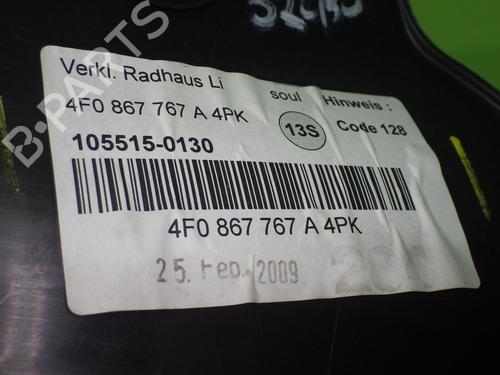 Verkl. Radhaus Li
soul
Hinweis :
4F0 867 767 A 4PK
13S
Code 128
105515-0130
4F0 867 767 A 4PK
25. Feb. 2009
B-PARTS